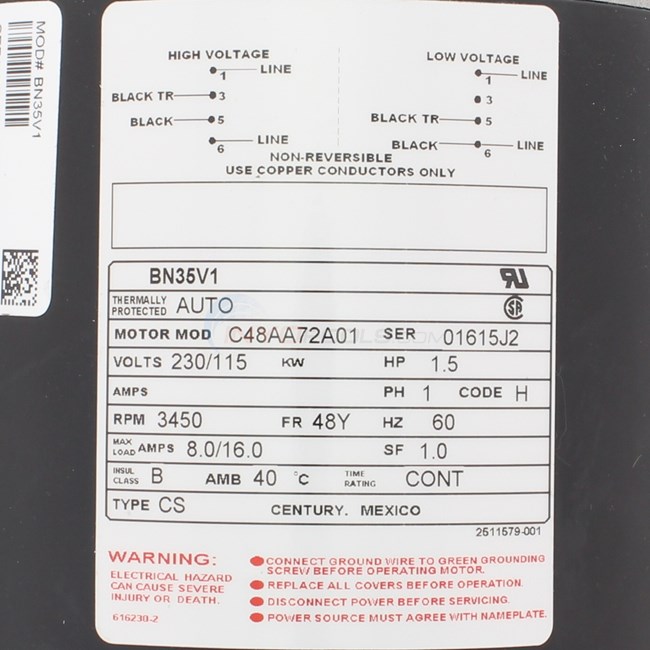 MOD# BN35V1
HIGH VOLTAGE
1 LINE
BLACK TR 3
BLACK 5
6 LINE
LOW VOLTAGE
1 LINE
3
BLACK TR 5
BLACK 6 LINE
NON-REVERSIBLE
USE COPPER CONDUCTORS ONLY
BN35V1
THERMALLY PROTECTED AUTO
MOTOR MOD C48AA72A01 SER 01615J2
VOLTS 230/115 KW HP 1.5
AMPS PH 1 CODE H
RPM 3450 FR 48Y HZ 60
MAX LOAD AMPS 8.0/16.0 SF 1.0
INSUL CLASS B AMB 40 °C TIME RATING CONT
TYPE CS CENTURY. MEXICO
2511579-001
WARNING:
ELECTRICAL HAZARD
CAN CAUSE SEVERE
INJURY OR DEATH.
616230-2
CONNECT GROUND WIRE TO GREEN GROUNDING
SCREW BEFORE OPERATING MOTOR.
REPLACE ALL COVERS BEFORE OPERATION.
DISCONNECT POWER BEFORE SERVICING.
POWER SOURCE MUST AGREE WITH NAMEPLATE.